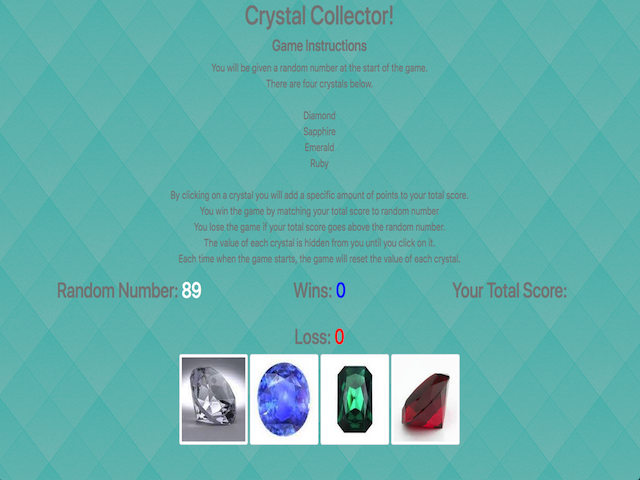 Crystal Collector!
Game Instructions
You will be given a random number at the start of the game.
There are four crystals below.
Diamond
Sapphire
Emerald
Ruby
By clicking on a crystal you will add a specific amount of points to your total score.
You win the game by matching your total score to random number
You lose the game if your total score goes above the random number.
The value of each crystal is hidden from you until you click on it.
Each time when the game starts, the game will reset the value of each crystal.
Random Number: 89 Wins: 0 Your Total Score:
Loss: 0